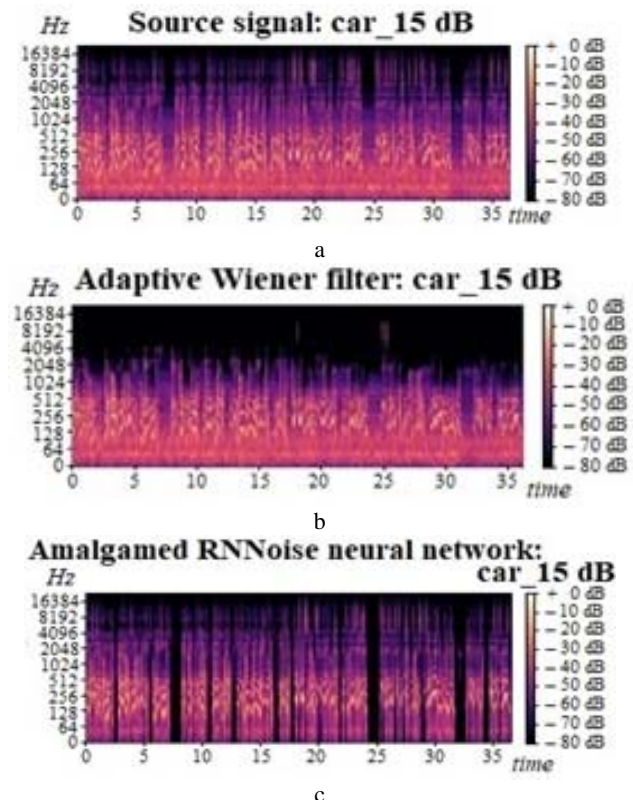 Hz Source signal: car_15 dB
16384
8192
4096
2048
1024
512
256
128
64
0
0 5 10 15 20 25 30 35 time
+ 0 dB
- 10 dB
- 20 dB
- 30 dB
- 40 dB
- 50 dB
- 60 dB
- 70 dB
- 80 dB
a
Hz Adaptive Wiener filter: car_15 dB
16384
8192
4096
2048
1024
512
256
128
64
0
0 5 10 15 20 25 30 35
time
+ 0 dB
- 10 dB
- 20 dB
- 30 dB
- 40 dB
- 50 dB
- 60 dB
- 70 dB
- 80 dB
b
Amalgamed RNNoise neural network:
Hz car_15 dB
16384
8192
4096
2048
1024
512
256
128
64
0
0 5 10 15 20 25 30 35
time
+ 0 dB
- 10 dB
- 20 dB
- 30 dB
- 40 dB
- 50 dB
- 60 dB
- 70 dB
- 80 dB
c